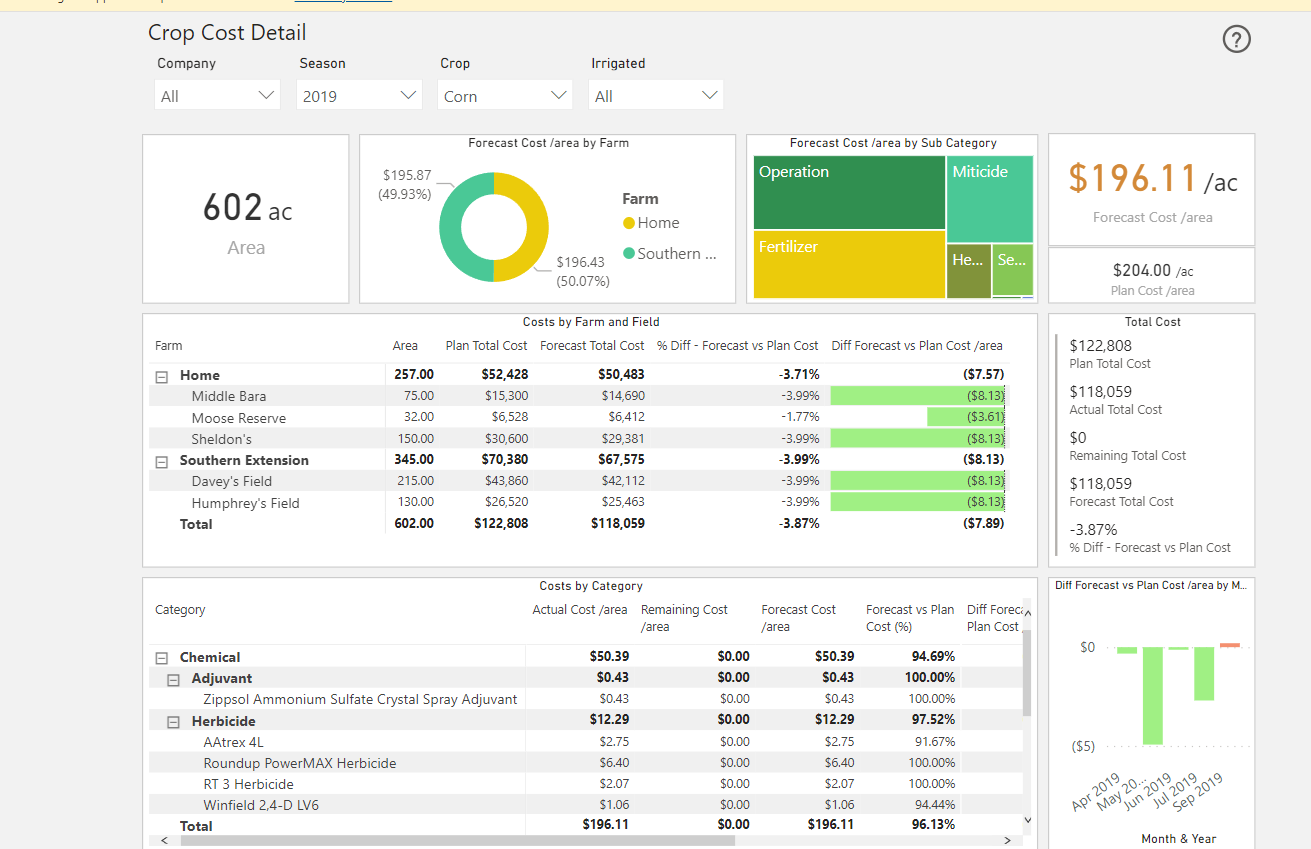 Crop Cost Detail
Company Season Crop Irrigated
All 2019 Corn All
602 ac
Area
Forecast Cost /area by Farm
$195.87
(49.93%)
$196.43
(50.07%)
Farm
Home
Southern ...
Forecast Cost /area by Sub Category
Operation
Miticide
Fertilizer
He...
Se...
$196.11 /ac
Forecast Cost /area
$204.00 /ac
Plan Cost /area
Costs by Farm and Field
Farm Area Plan Total Cost Forecast Total Cost % Diff - Forecast vs Plan Cost Diff Forecast vs Plan Cost /area
Home 257.00 $52,428 $50,483 -3.71% ($7.57)
Middle Bara 75.00 $15,300 $14,690 -3.99% ($8.13)
Moose Reserve 32.00 $6,528 $6,412 -1.77% ($3.61)
Sheldon's 150.00 $30,600 $29,381 -3.99% ($8.13)
Southern Extension 345.00 $70,380 $67,575 -3.99% ($8.13)
Davey's Field 215.00 $43,860 $42,112 -3.99% ($8.13)
Humphrey's Field 130.00 $26,520 $25,463 -3.99% ($8.13)
Total 602.00 $122,808 $118,059 -3.87% ($7.89)
Total Cost
$122,808
Plan Total Cost
$118,059
Actual Total Cost
$0
Remaining Total Cost
$118,059
Forecast Total Cost
-3.87%
% Diff - Forecast vs Plan Cost
Costs by Category
Category Actual Cost /area Remaining Cost /area Forecast Cost /area Forecast vs Plan Cost (%) Diff Foreca Plan Cost
Chemical $50.39 $0.00 $50.39 94.69%
Adjuvant $0.43 $0.00 $0.43 100.00%
Zippsol Ammonium Sulfate Crystal Spray Adjuvant $0.43 $0.00 $0.43 100.00%
Herbicide $12.29 $0.00 $12.29 97.52%
AAtrex 4L $2.75 $0.00 $2.75 91.67%
Roundup PowerMAX Herbicide $6.40 $0.00 $6.40 100.00%
RT 3 Herbicide $2.07 $0.00 $2.07 100.00%
Winfield 2,4-D LV6 $1.06 $0.00 $1.06 94.44%
Total $196.11 $0.00 $196.11 96.13%
Diff Forecast vs Plan Cost /area by M...
$0
($5)
Apr 2019
May 20...
Jun 2019
Jul 2019
Sep 2019
Month & Year